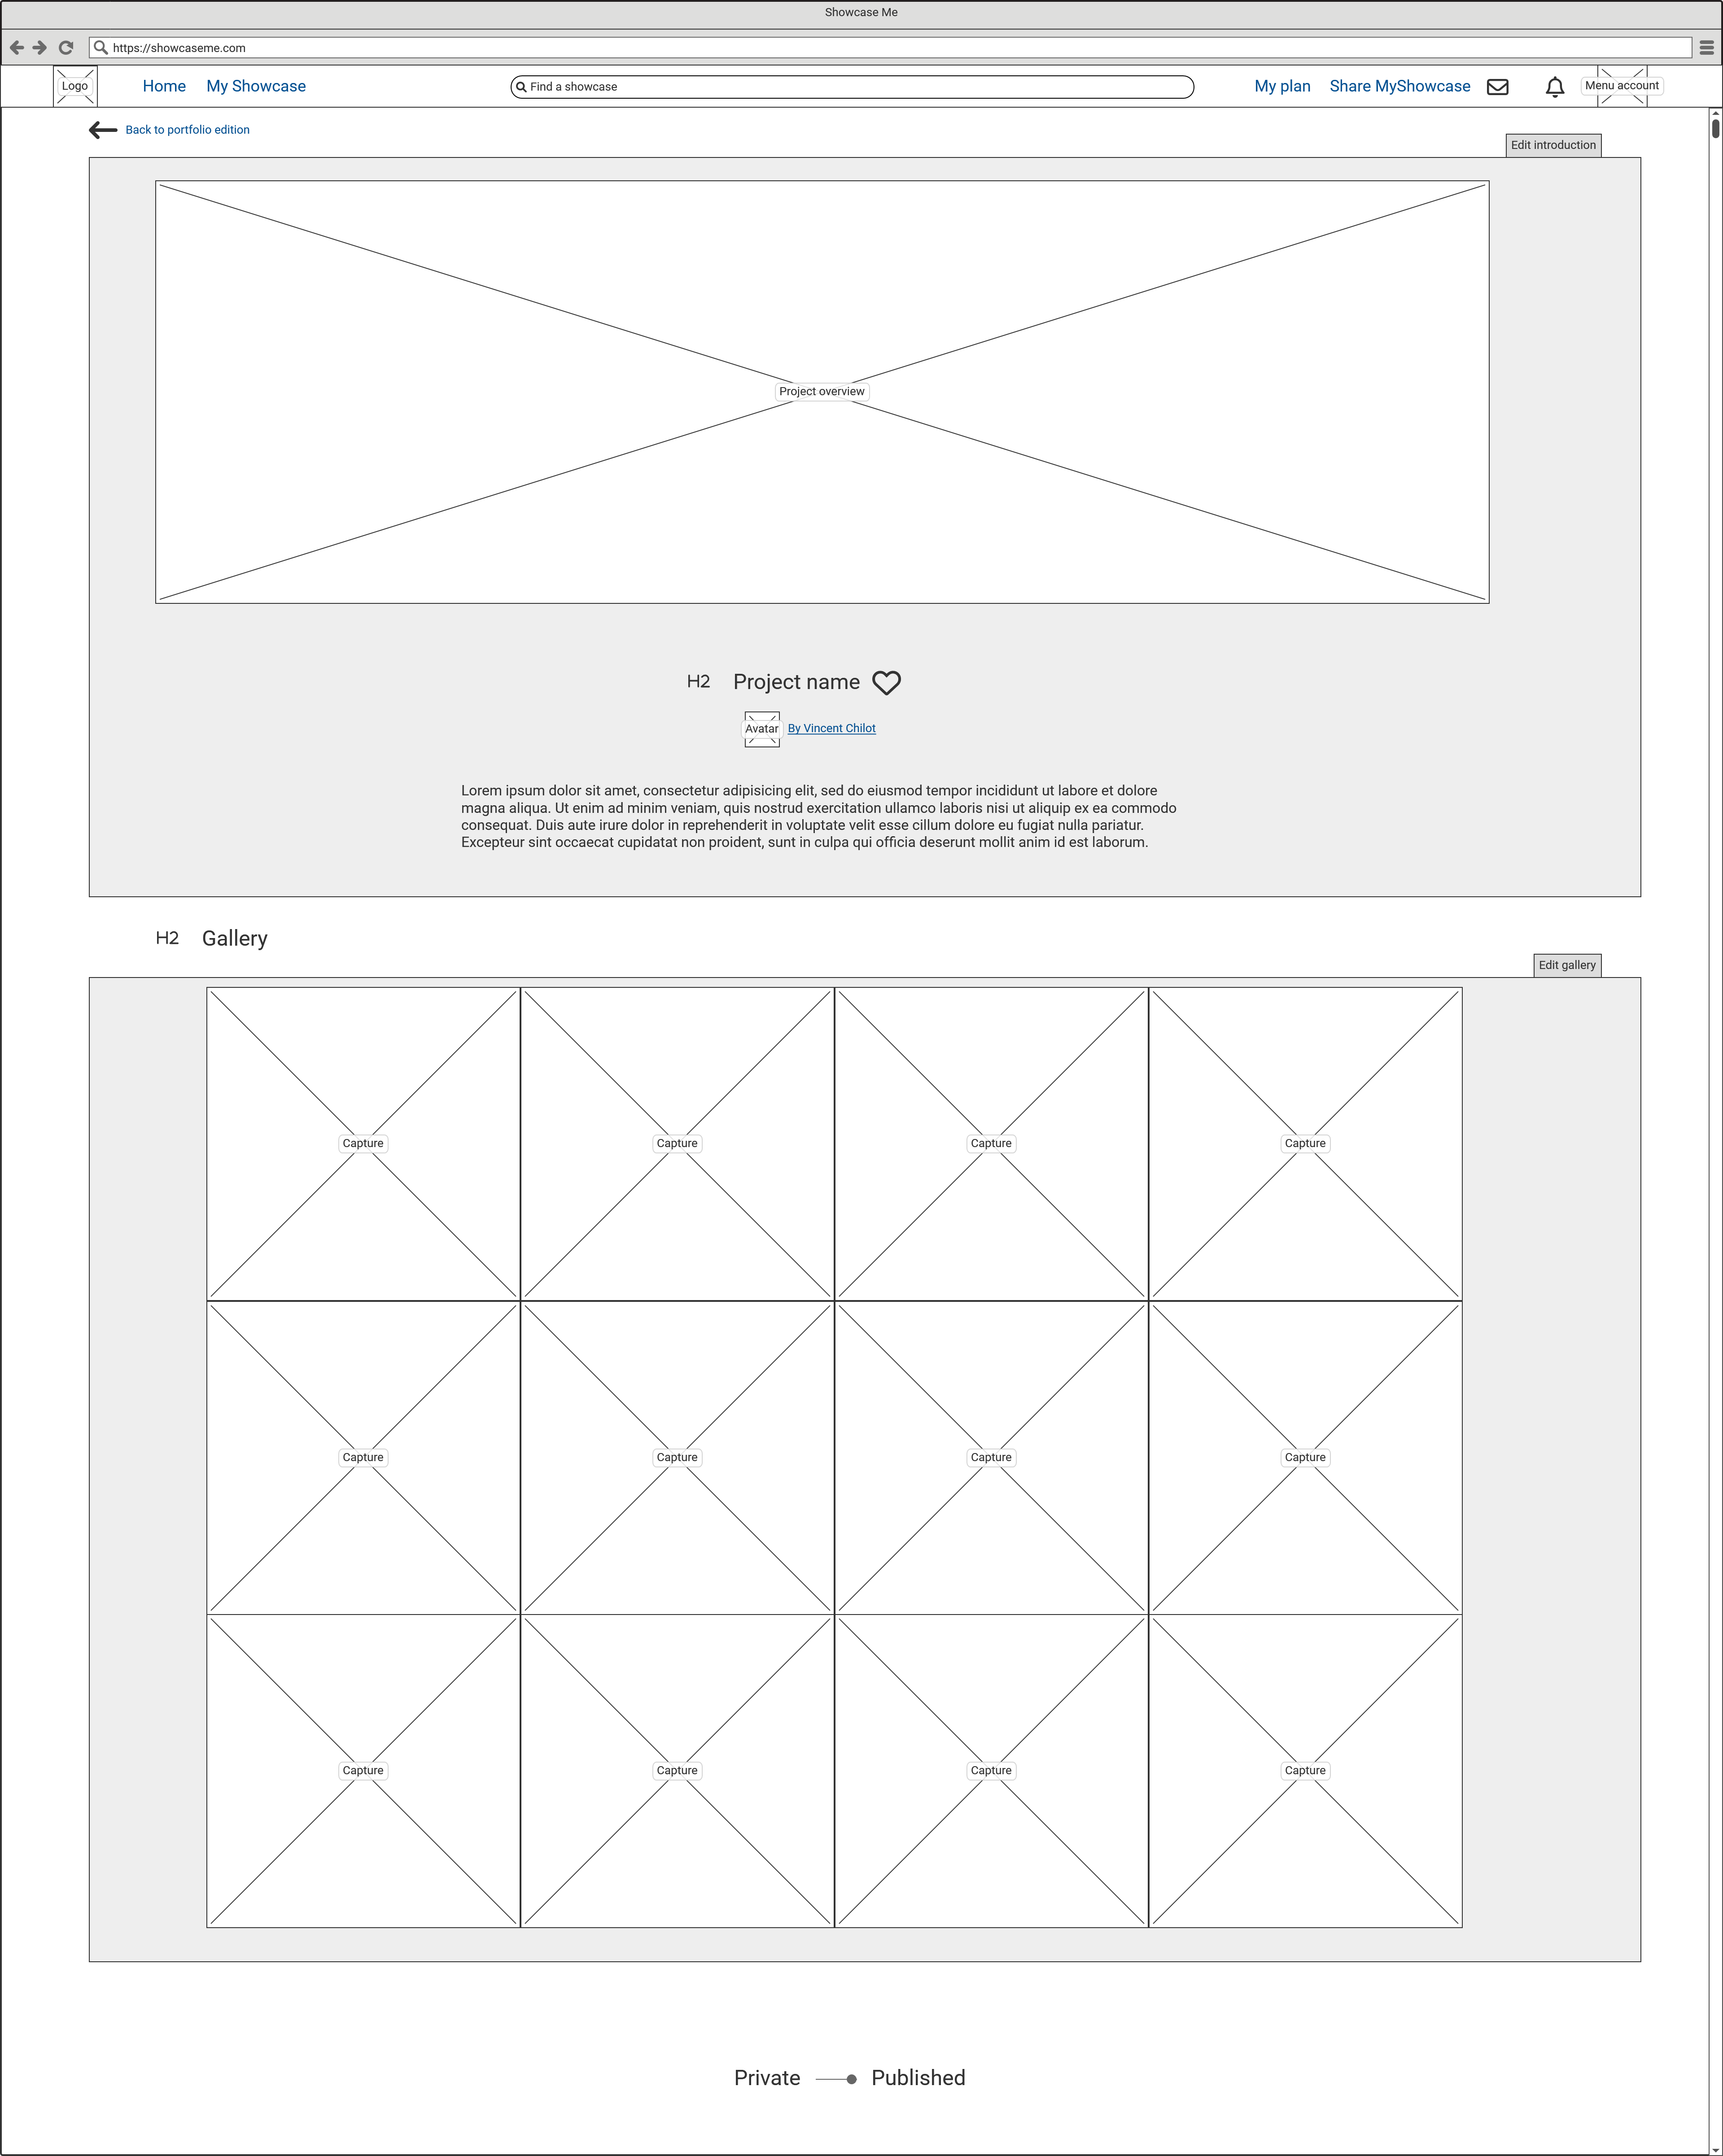 Showcase Me
https://showcaseme.com
Logo
Home
My Showcase
Find a showcase
My plan
Share MyShowcase
Menu account
Back to portfolio edition
Edit introduction
Project overview
H2 Project name
Avatar By Vincent Chilot
Lorem ipsum dolor sit amet, consectetur adipisicing elit, sed do eiusmod tempor incididunt ut labore et dolore
magna aliqua. Ut enim ad minim veniam, quis nostrud exercitation ullamco laboris nisi ut aliquip ex ea commodo
consequat. Duis aute irure dolor in reprehenderit in voluptate velit esse cillum dolore eu fugiat nulla pariatur.
Excepteur sint occaecat cupidatat non proident, sunt in culpa qui officia deserunt mollit anim id est laborum.
H2 Gallery
Edit gallery
Capture Capture Capture Capture
Capture Capture Capture Capture
Capture Capture Capture Capture
Private Published